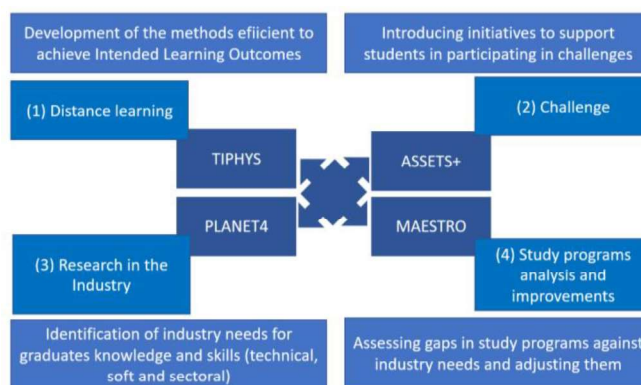 Development of the methods efiicient to
achieve Intended Learning Outcomes
Introducing initiatives to support
students in participating in challenges
(1) Distance learning
(2) Challenge
TIPHYS
ASSETS+
PLANET4
MAESTRO
(3) Research in the
Industry
(4) Study programs
analysis and
improvements
Identification of industry needs for
graduates knowledge and skills (technical,
soft and sectoral)
Assessing gaps in study programs against
industry needs and adjusting them